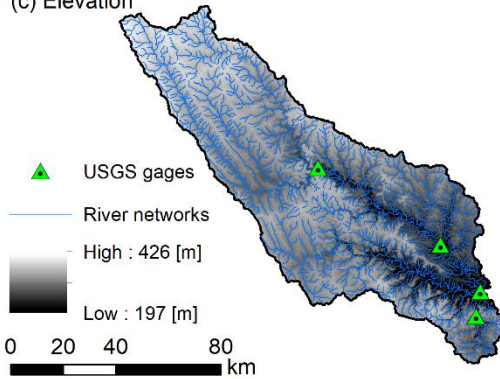 (c) Elevation
USGS gages
River networks
High : 426 [m]
Low : 197 [m]
0 20 40 80
km